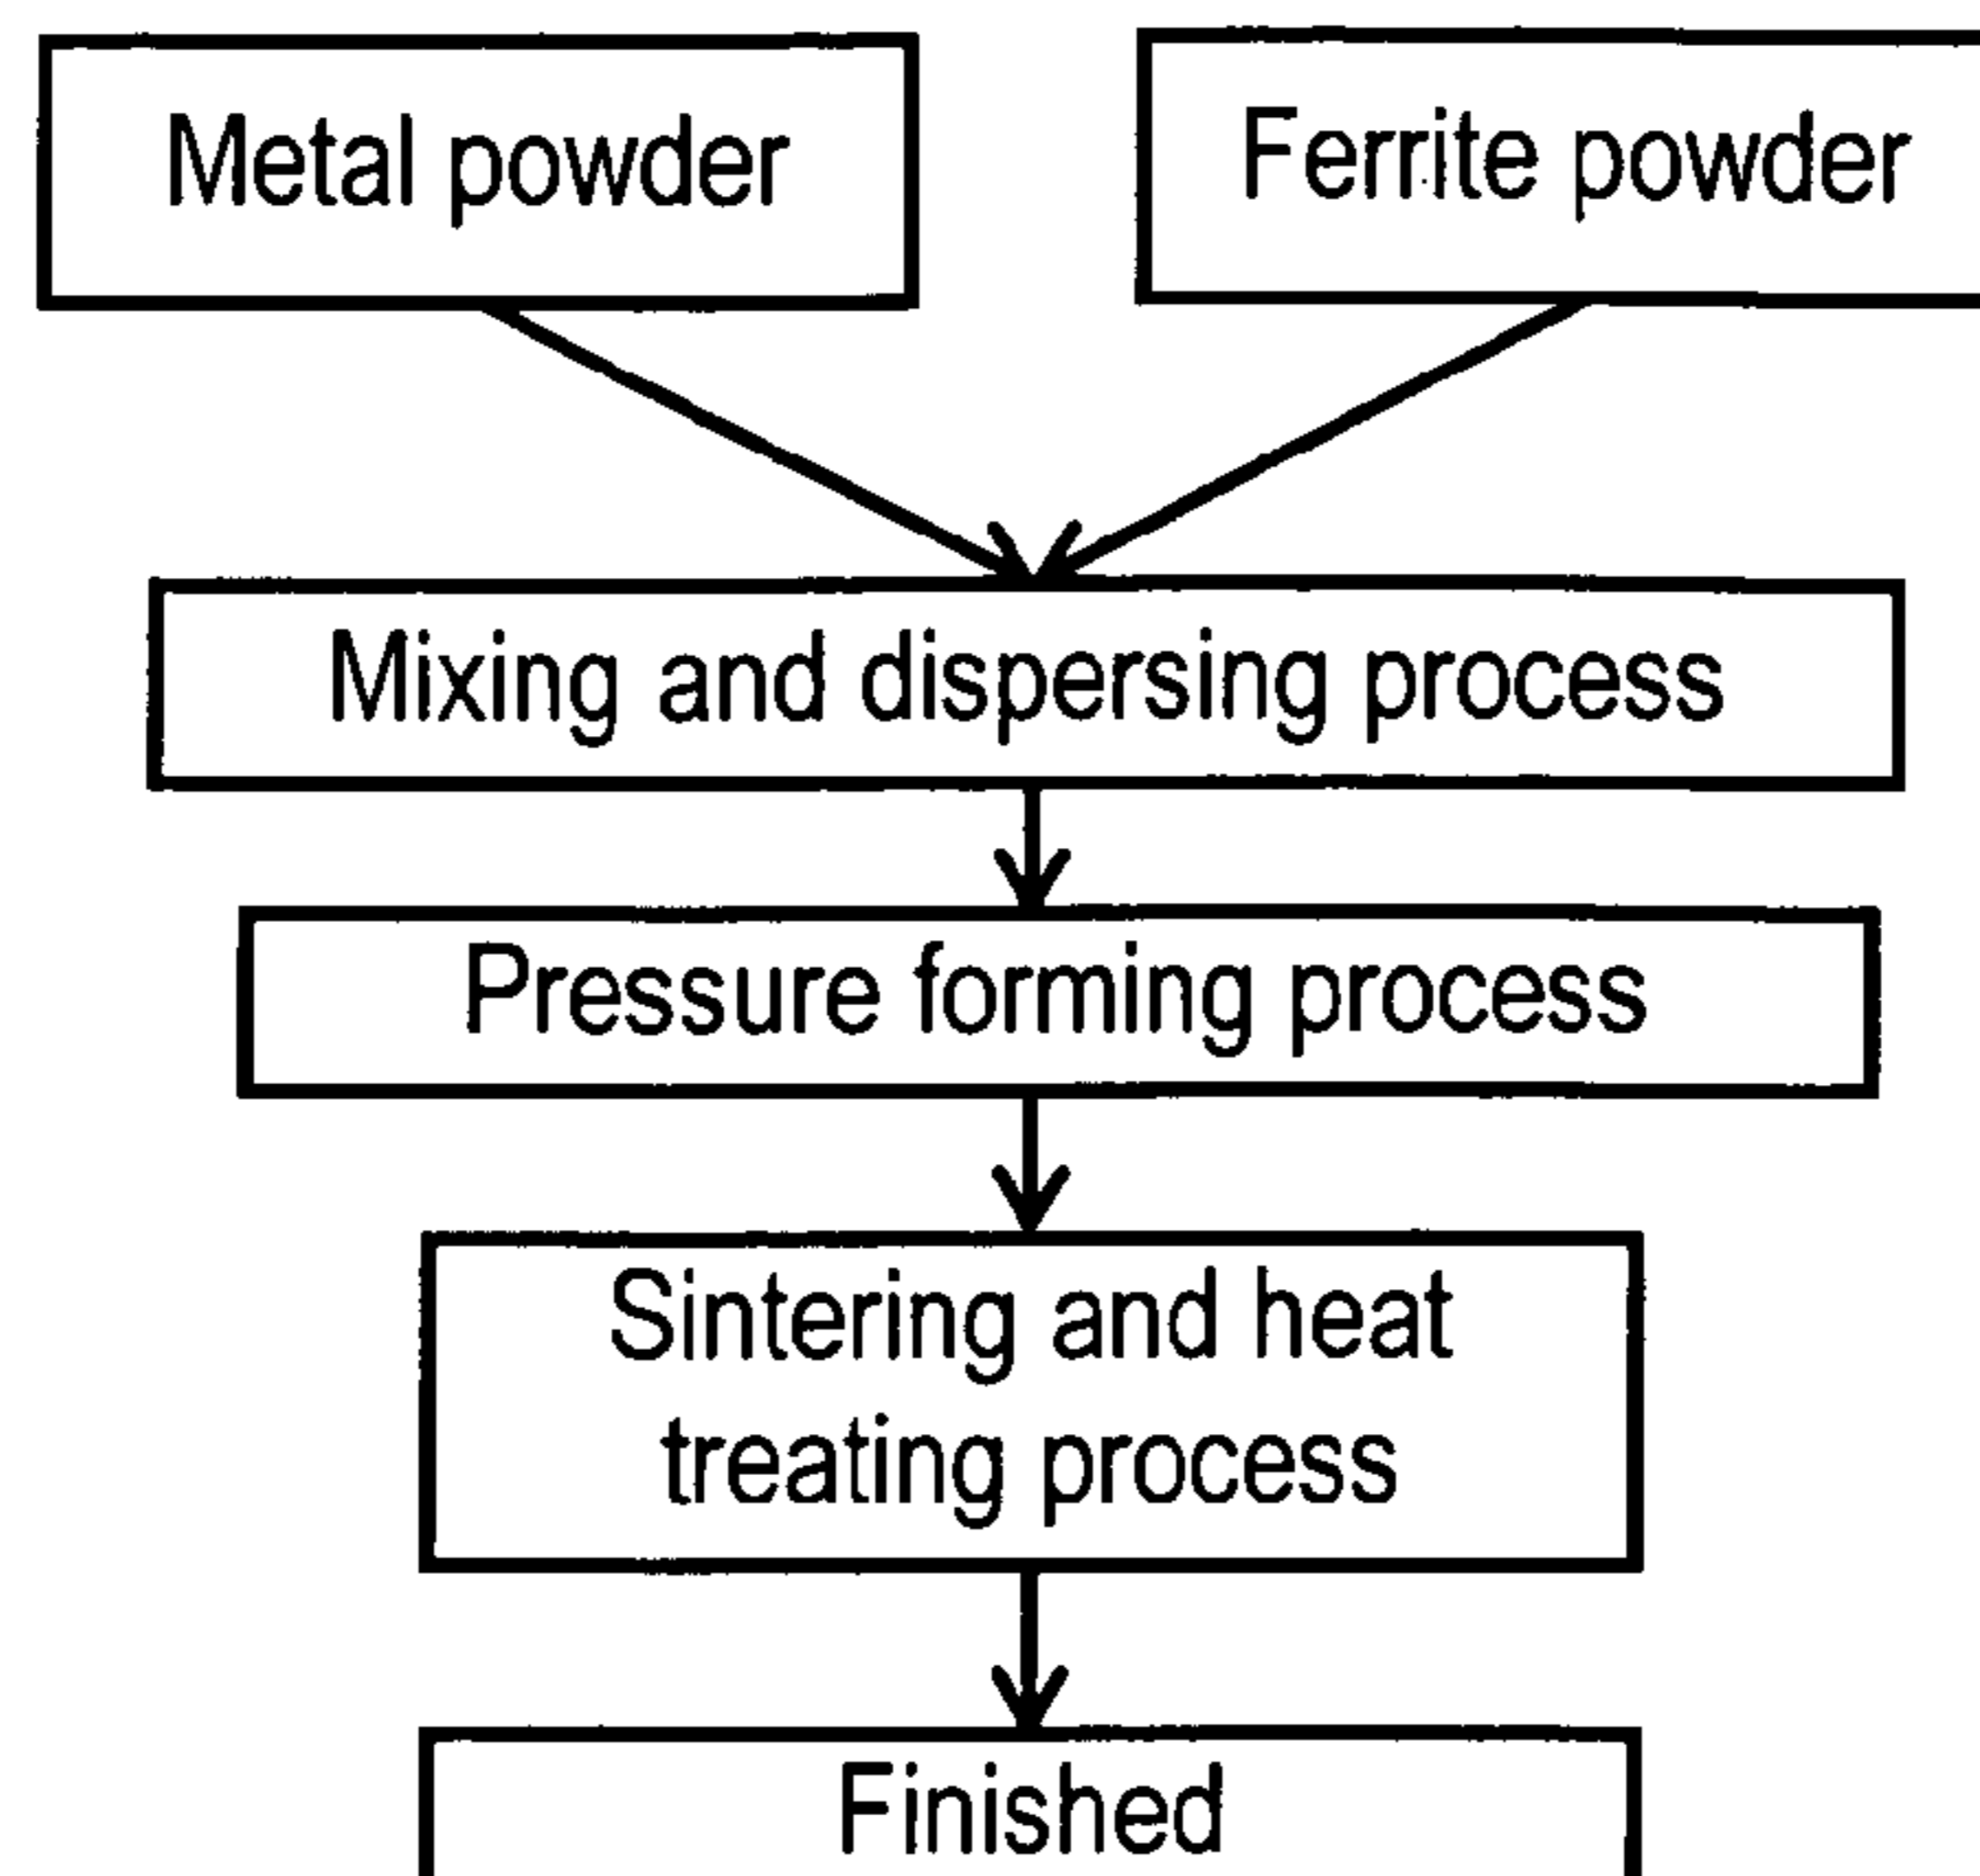 Metal powder
Ferrite powder
Mixing and dispersing process
Pressure forming process
Sintering and heat
treating process
Finished